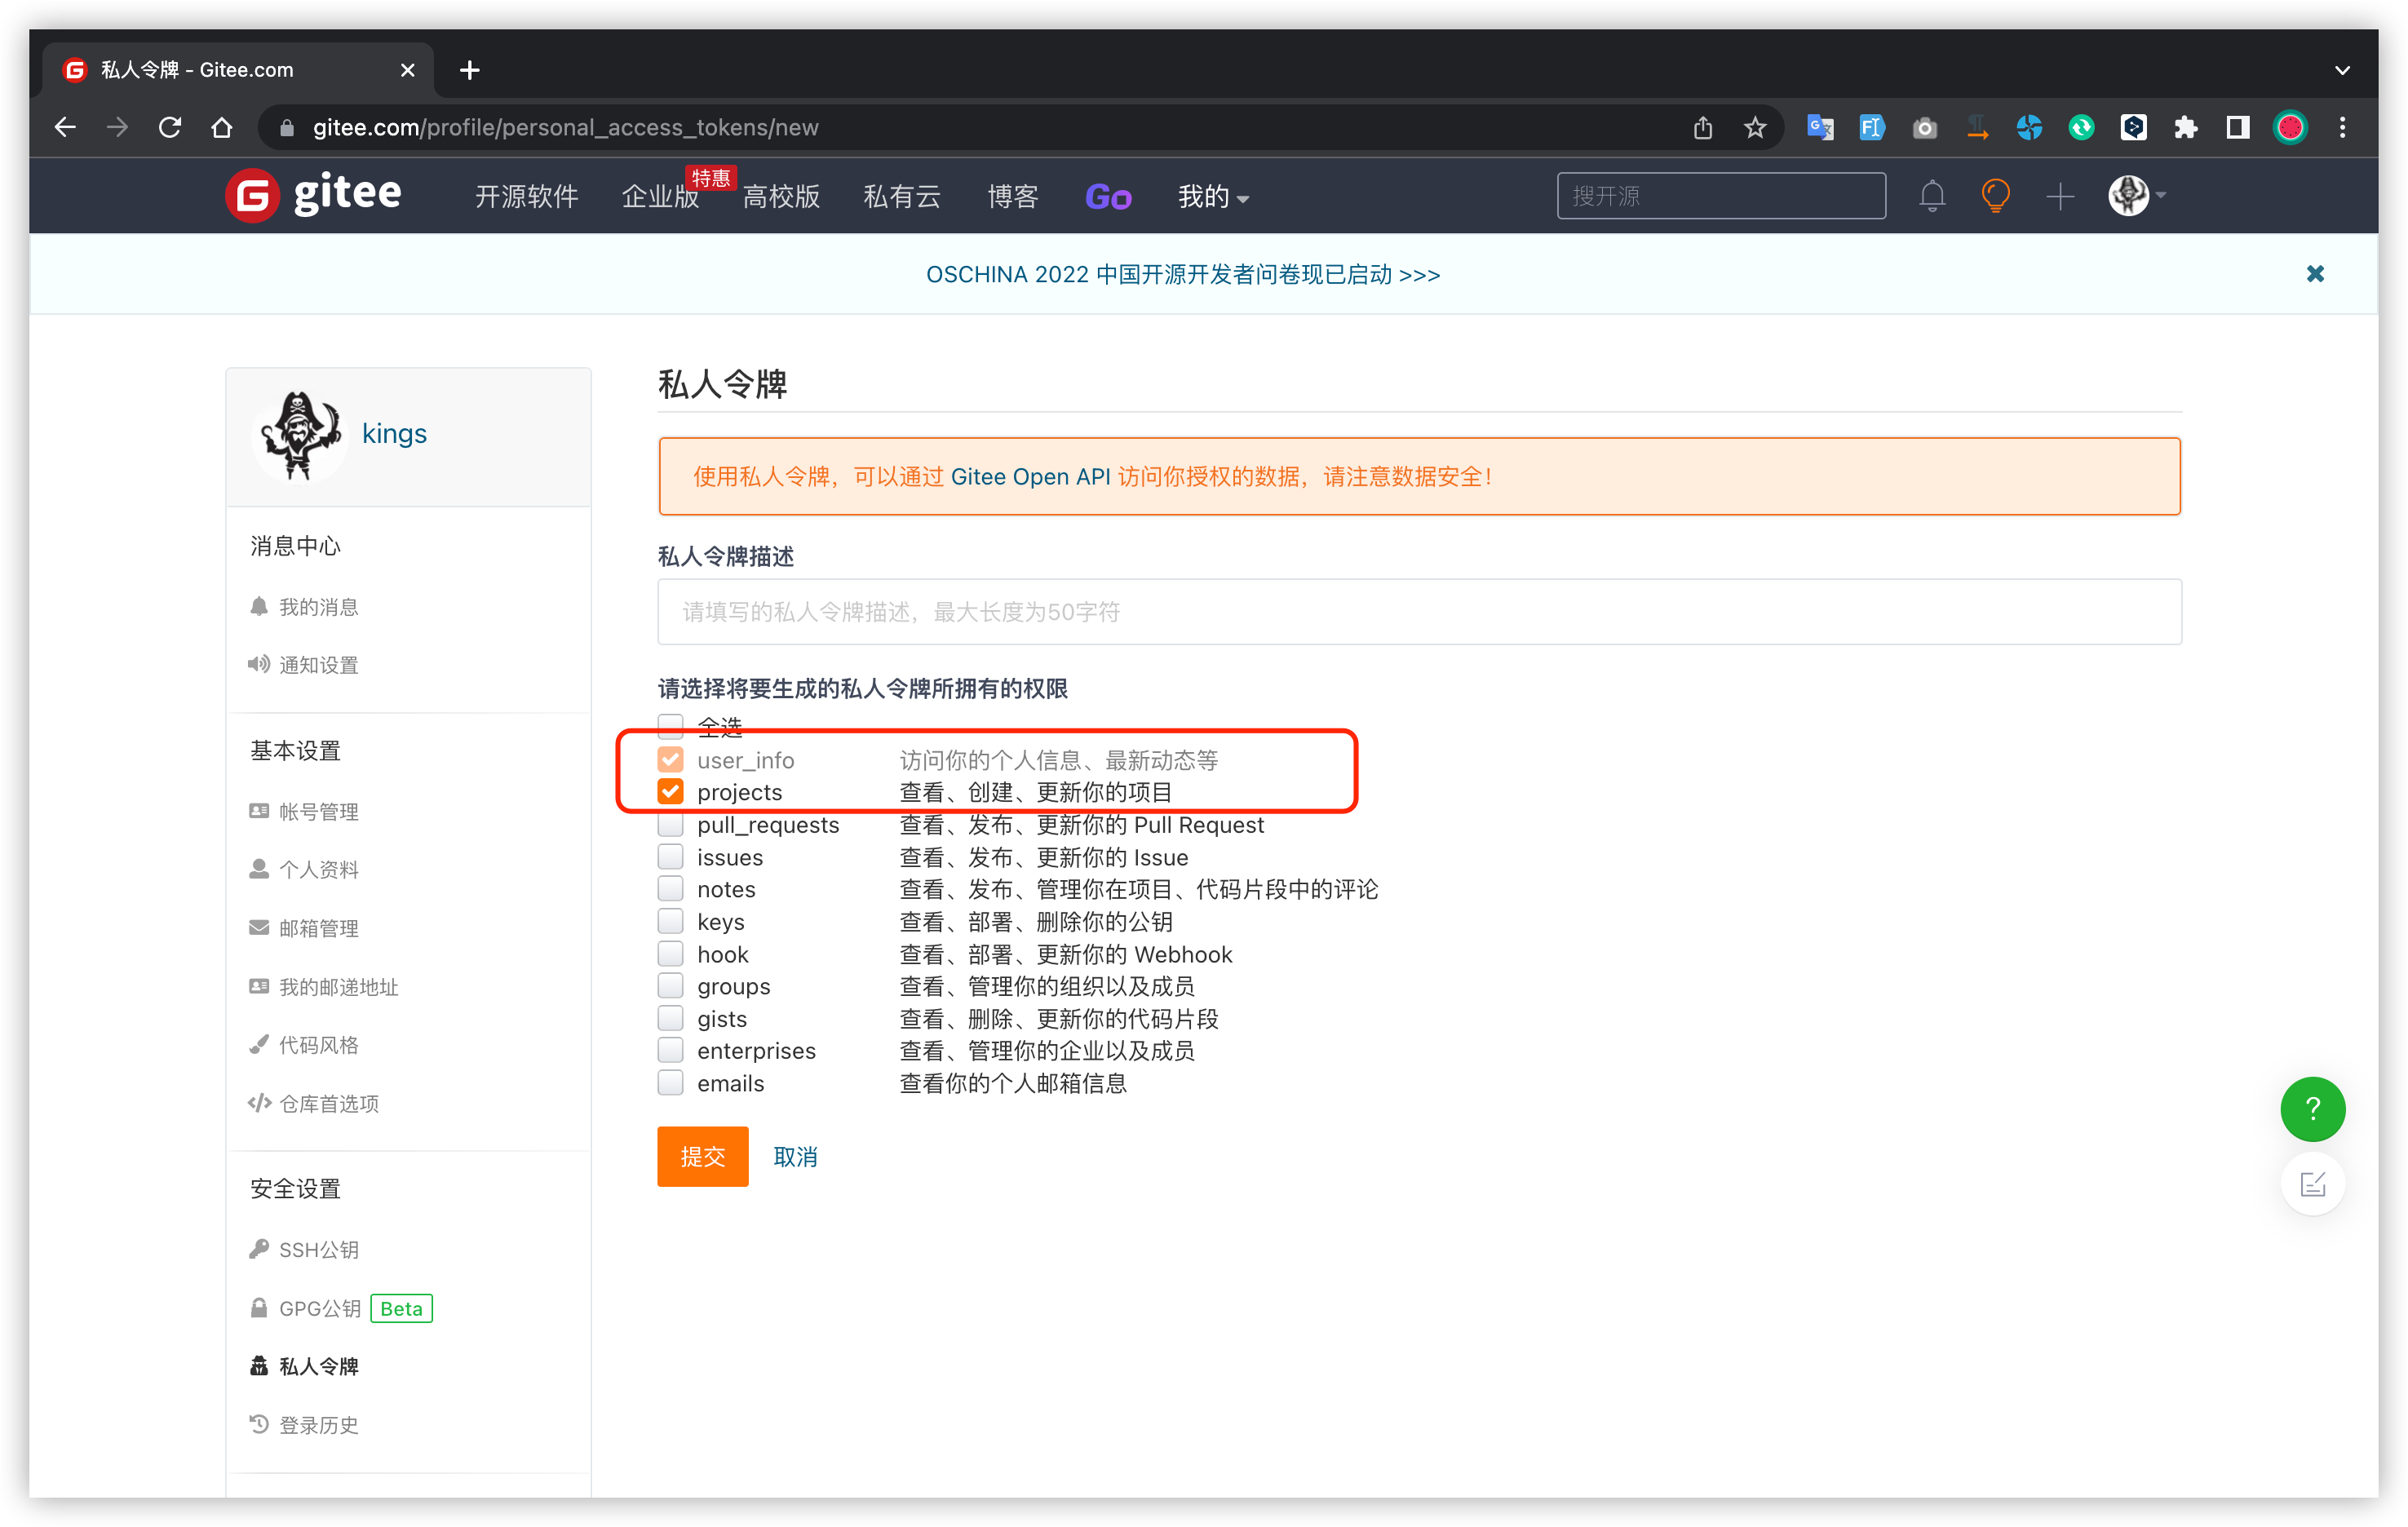 私人令牌 - Gitee.com
gitee.com/profile/personal_access_tokens/new
gitee 开源软件 企业版 特惠 高校版 私有云 博客 Go 我的 搜开源
OSCHINA 2022 中国开源开发者问卷现已启动 >>>
kings
消息中心
我的消息
通知设置
基本设置
帐号管理
个人资料
邮箱管理
我的邮递地址
代码风格
仓库首选项
安全设置
SSH公钥
GPG公钥 Beta
私人令牌
登录历史
私人令牌
使用私人令牌，可以通过 Gitee Open API 访问你授权的数据，请注意数据安全！
私人令牌描述
请填写的私人令牌描述，最大长度为50字符
请选择将要生成的私人令牌所拥有的权限
全选
user_info 访问你的个人信息、最新动态等
projects 查看、创建、更新你的项目
pull_requests 查看、发布、更新你的 Pull Request
issues 查看、发布、更新你的 Issue
notes 查看、发布、管理你在项目、代码片段中的评论
keys 查看、部署、删除你的公钥
hook 查看、部署、更新你的 Webhook
groups 查看、管理你的组织以及成员
gists 查看、删除、更新你的代码片段
enterprises 查看、管理你的企业以及成员
emails 查看你的个人邮箱信息
提交 取消
?